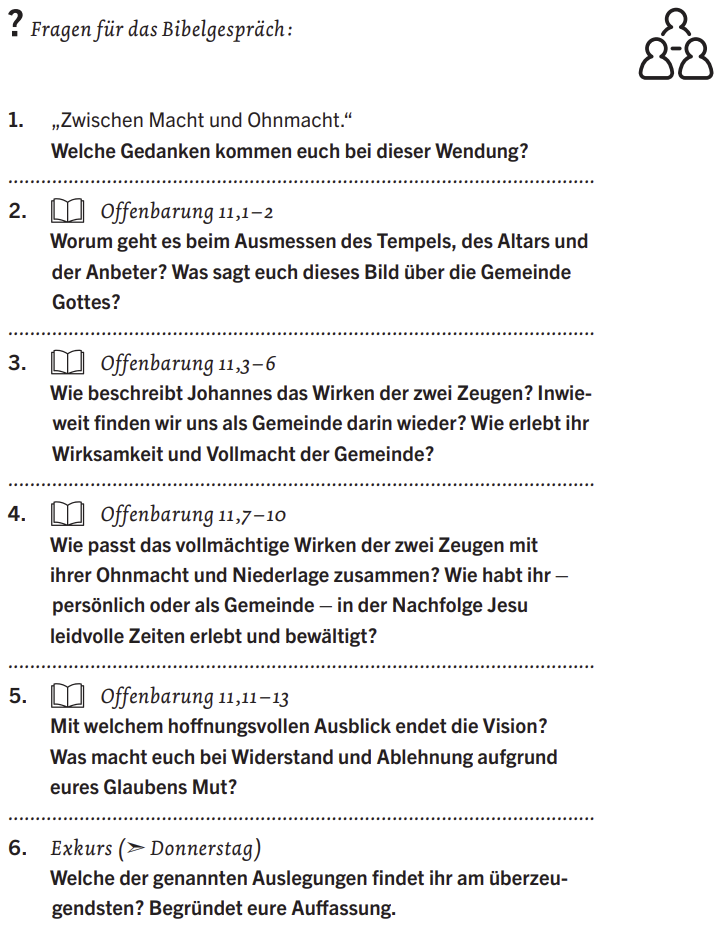 ? Fragen für das Bibelgespräch:
1. „Zwischen Macht und Ohnmacht.“
Welche Gedanken kommen euch bei dieser Wendung?
2. Offenbarung 11,1–2
Worum geht es beim Ausmessen des Tempels, des Altars und
der Anbeter? Was sagt euch dieses Bild über die Gemeinde
Gottes?
3. Offenbarung 11,3–6
Wie beschreibt Johannes das Wirken der zwei Zeugen? Inwie-
weit finden wir uns als Gemeinde darin wieder? Wie erlebt ihr
Wirksamkeit und Vollmacht der Gemeinde?
4. Offenbarung 11,7–10
Wie passt das vollmächtige Wirken der zwei Zeugen mit
ihrer Ohnmacht und Niederlage zusammen? Wie habt ihr –
persönlich oder als Gemeinde – in der Nachfolge Jesu
leidvolle Zeiten erlebt und bewältigt?
5. Offenbarung 11,11–13
Mit welchem hoffnungsvollen Ausblick endet die Vision?
Was macht euch bei Widerstand und Ablehnung aufgrund
eures Glaubens Mut?
6. Exkurs (➣ Donnerstag)
Welche der genannten Auslegungen findet ihr am überzeu-
gendsten? Begründet eure Auffassung.